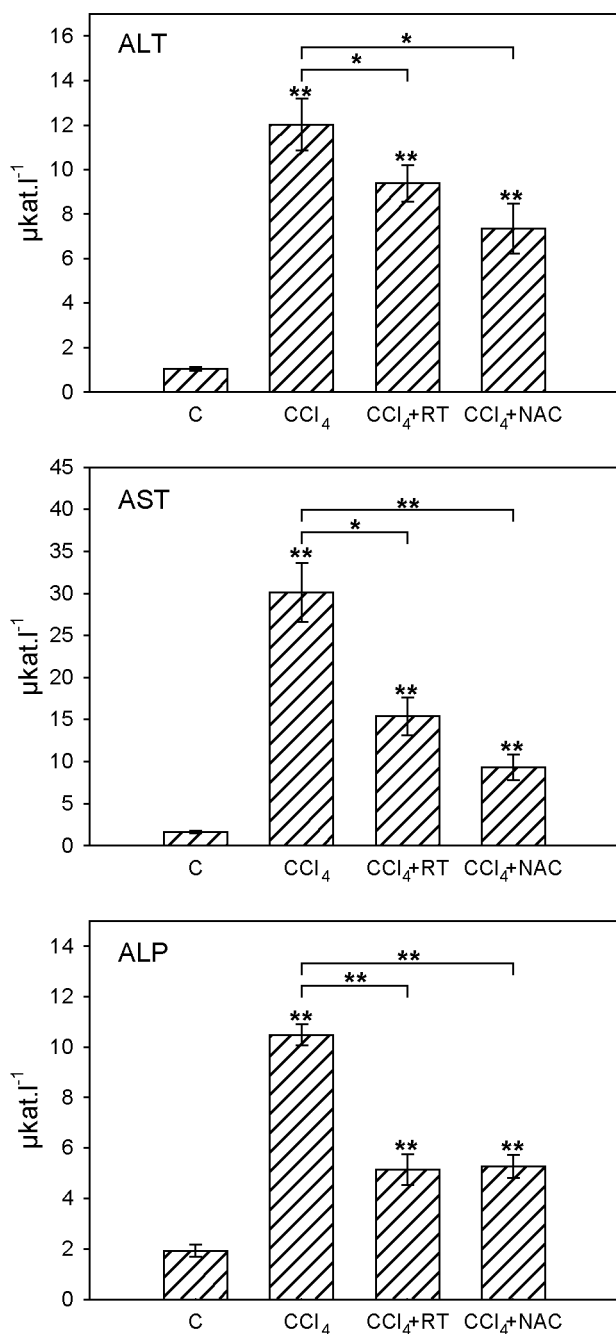 ALT
*
*
**
**
**
16
14
12
10
8
6
4
2
0
µkat.l⁻¹
C
CCl₄
CCl₄+RT
CCl₄+NAC
AST
**
*
**
**
**
45
40
35
30
25
20
15
10
5
0
µkat.l⁻¹
C
CCl₄
CCl₄+RT
CCl₄+NAC
ALP
**
**
**
**
**
14
12
10
8
6
4
2
0
µkat.l⁻¹
C
CCl₄
CCl₄+RT
CCl₄+NAC